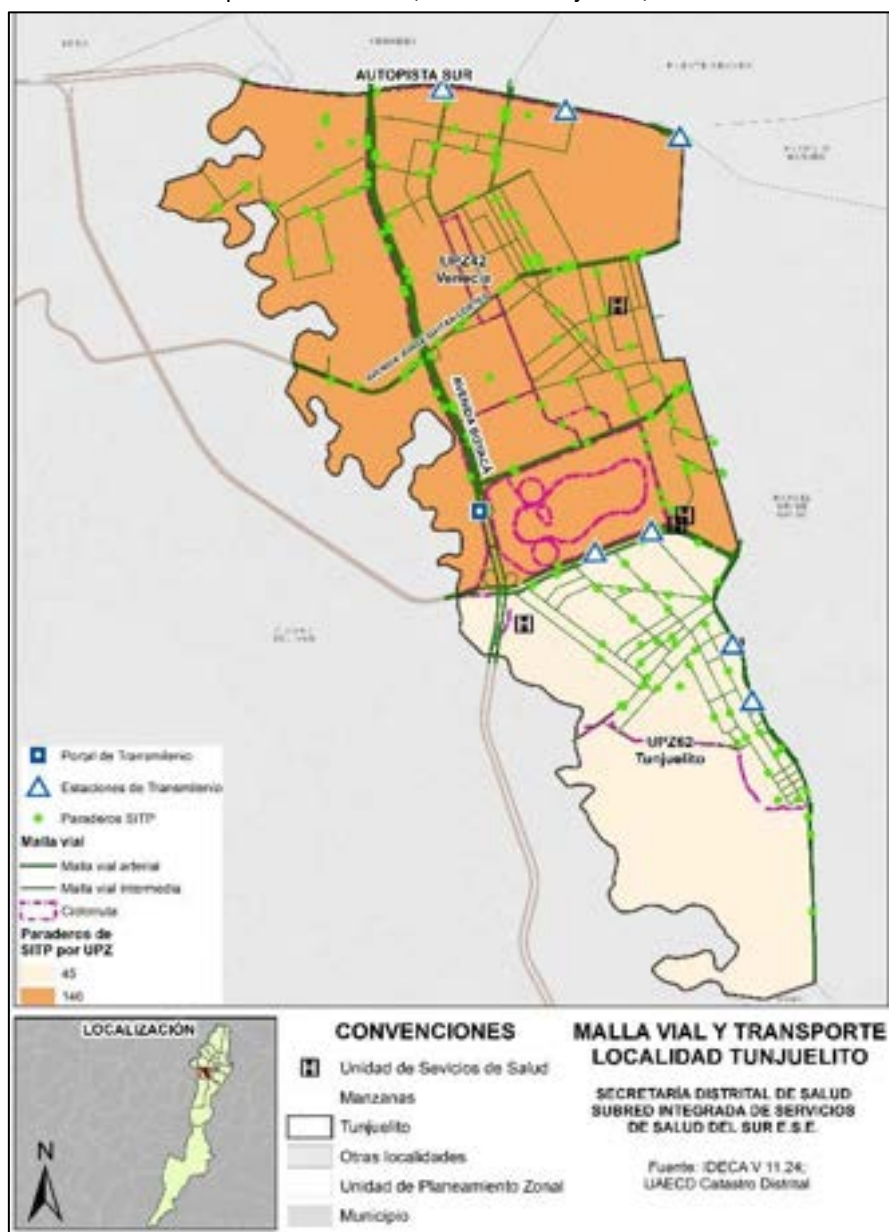 AUTOPISTA SUR
UPZ42
Venecia
AVENIDA JORGE GAITAN CORTES
AVENIDA BOYACÁ
UPZ62
Tunjuelito
Portal de Transmilenio
Estaciones de Transmilenio
Paraderos SITP
Malla vial
Malla vial arterial
Malla vial intermedia
Cicloruta
Paraderos de
SITP por UPZ
45
146
LOCALIZACIÓN
N
CONVENCIONES
H Unidad de Sevicios de Salud
Manzanas
Tunjuelito
Otras localidades
Unidad de Planeamiento Zonal
Municipio
MALLA VIAL Y TRANSPORTE
LOCALIDAD TUNJUELITO
SECRETARÍA DISTRITAL DE SALUD
SUBRED INTEGRADA DE SERVICIOS
DE SALUD DEL SUR E.S.E.
Fuente: IDECA V 11.24;
UAECD Catastro Distrital